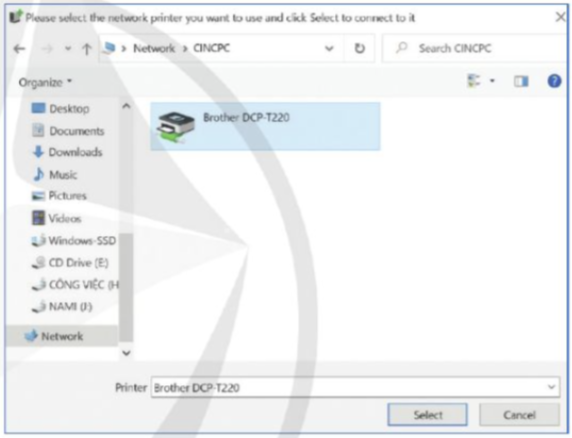 Please select the network printer you want to use and click Select to connect to it
Network > CINCPC
Search CINCPC
Organize
Desktop
Documents
Downloads
Music
Pictures
Videos
Windows-SSD
CD Drive (E:)
CÔNG VIỆC (H
NAMI (J:)
Network
Brother DCP-T220
Printer Brother DCP-T220
Select Cancel